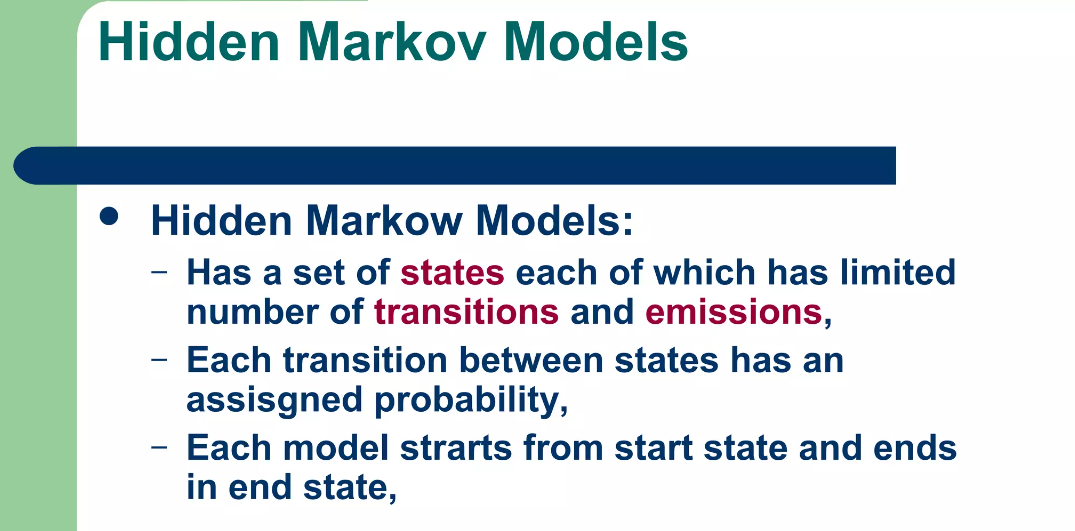 Hidden Markov Models
• Hidden Markow Models:
– Has a set of states each of which has limited
number of transitions and emissions,
– Each transition between states has an
assisgned probability,
– Each model strarts from start state and ends
in end state,